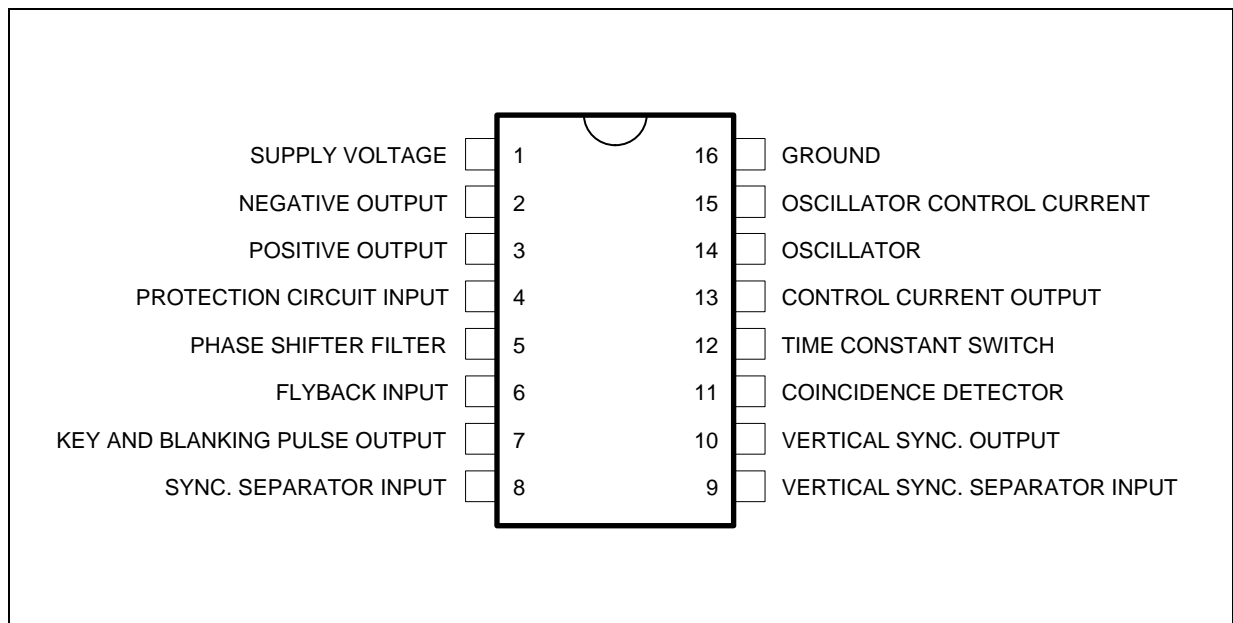 SUPPLY VOLTAGE 1 16 GROUND
NEGATIVE OUTPUT 2 15 OSCILLATOR CONTROL CURRENT
POSITIVE OUTPUT 3 14 OSCILLATOR
PROTECTION CIRCUIT INPUT 4 13 CONTROL CURRENT OUTPUT
PHASE SHIFTER FILTER 5 12 TIME CONSTANT SWITCH
FLYBACK INPUT 6 11 COINCIDENCE DETECTOR
KEY AND BLANKING PULSE OUTPUT 7 10 VERTICAL SYNC. OUTPUT
SYNC. SEPARATOR INPUT 8 9 VERTICAL SYNC. SEPARATOR INPUT